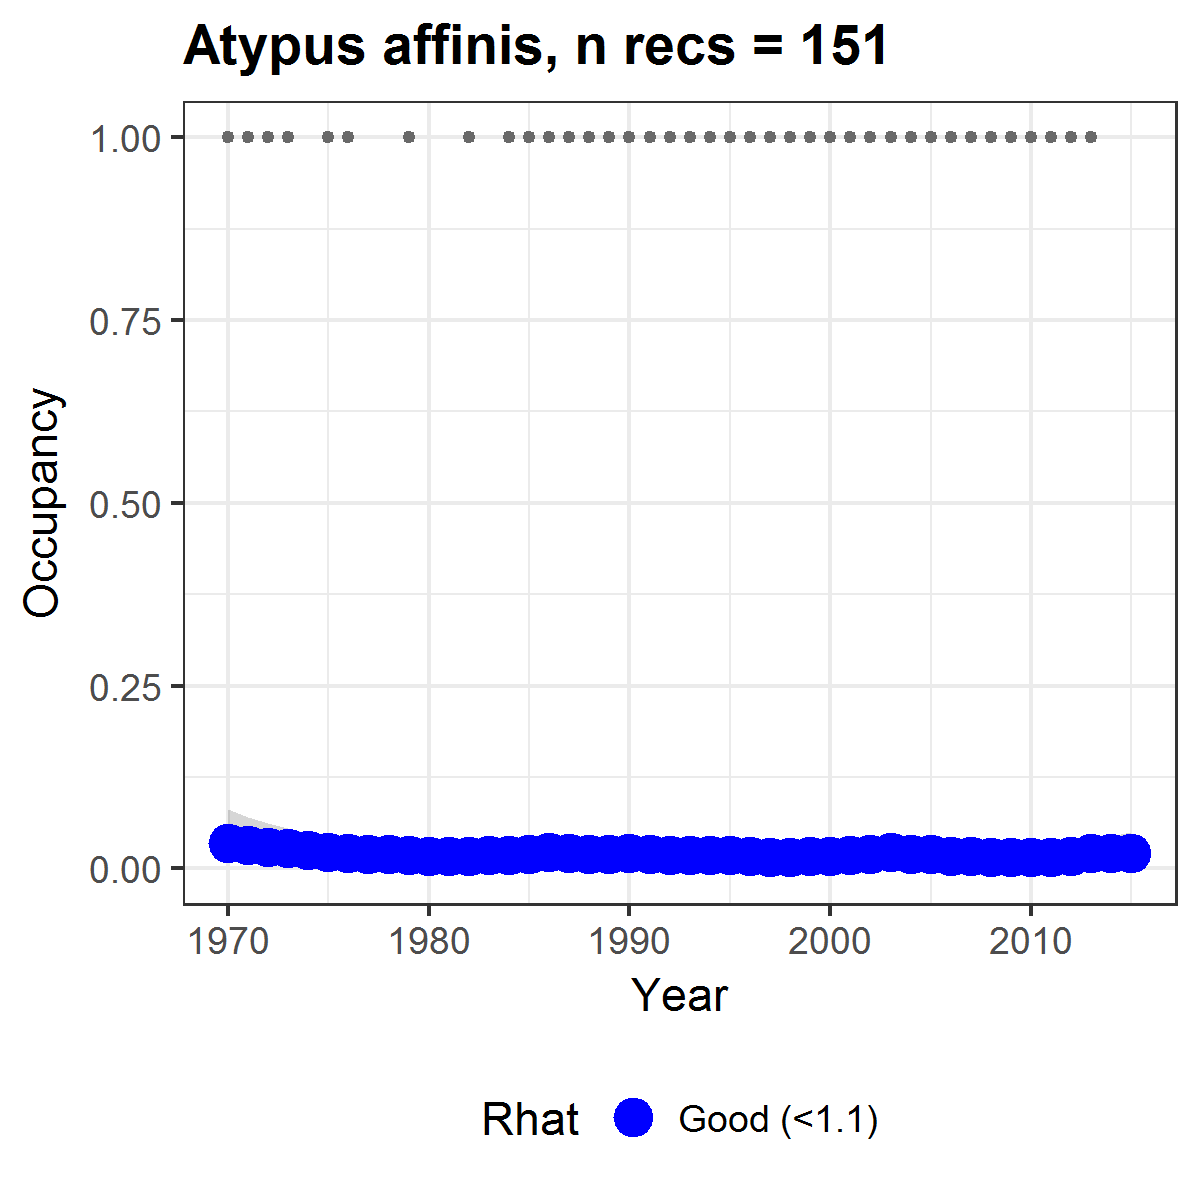 Atypus affinis, n recs = 151
1.00
0.75
0.50
0.25
0.00
Occupancy
1970 1980 1990 2000 2010
Year
Rhat Good (<1.1)